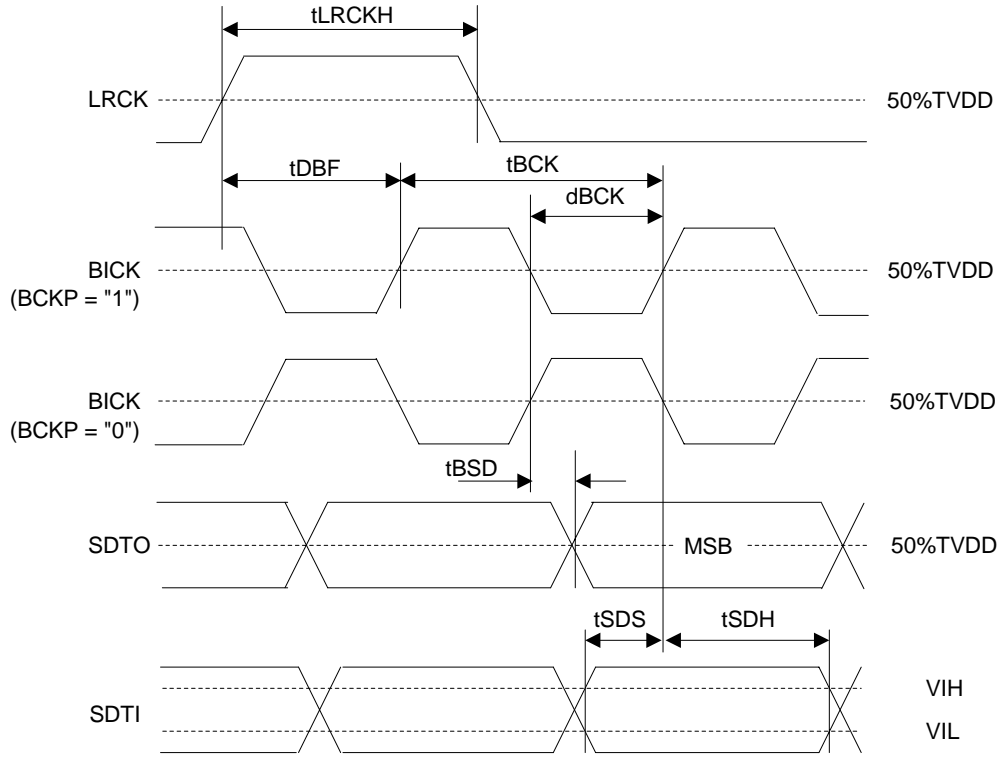 tLRCKH
LRCK
50%TVDD
tDBF
tBCK
dBCK
BICK
50%TVDD
(BCKP = "1")
BICK
50%TVDD
(BCKP = "0")
tBSD
SDTO
MSB
50%TVDD
tSDS
tSDH
VIH
SDTI
VIL